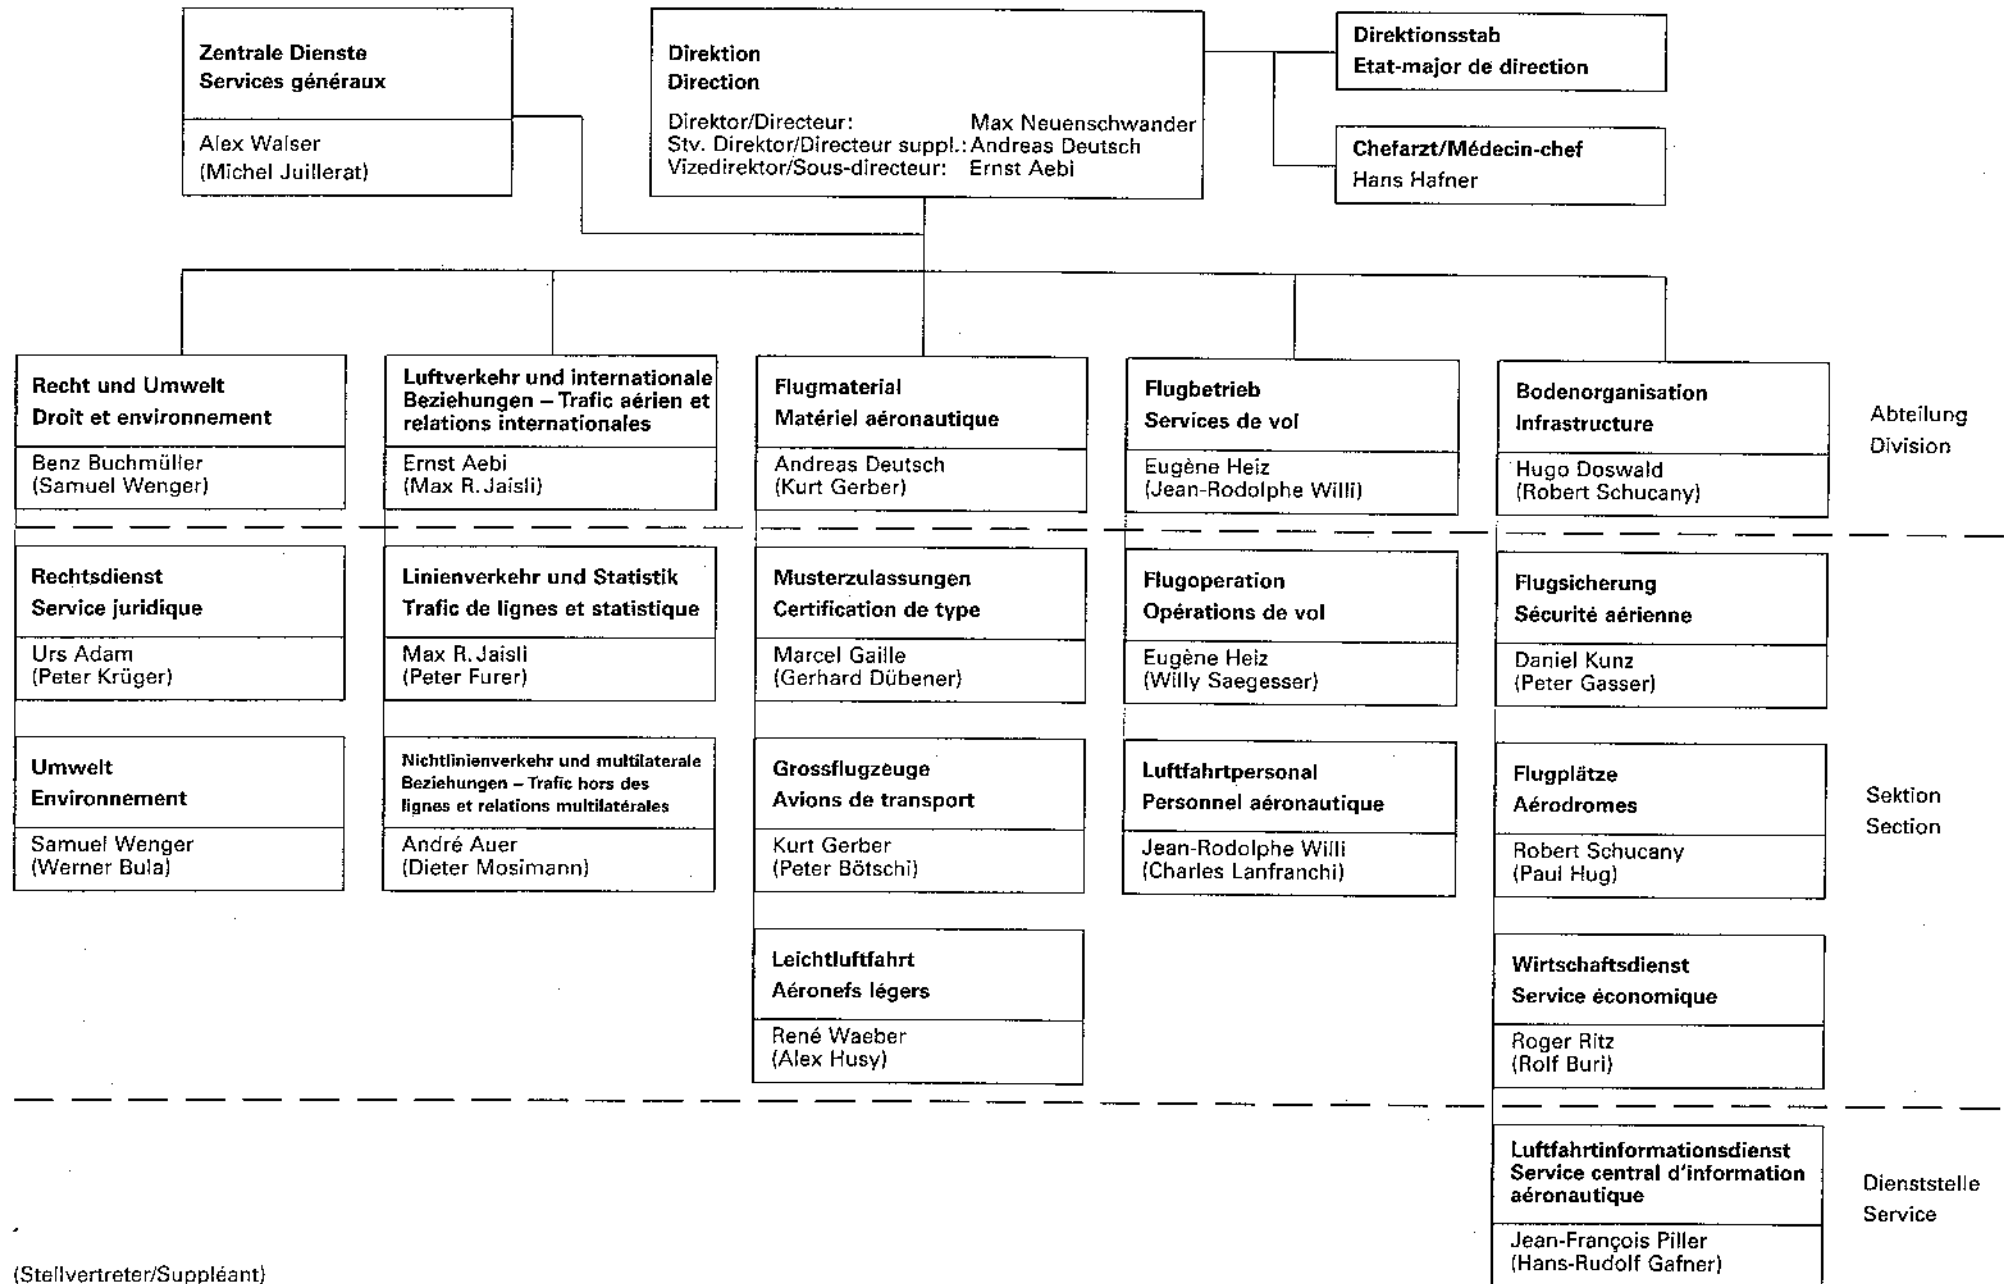 Zentrale Dienste
Services généraux
Alex Walser
(Michel Juillerat)
Direktion
Direction
Direktor/Directeur: Max Neuenschwander
Stv. Direktor/Directeur suppl.: Andreas Deutsch
Vizedirektor/Sous-directeur: Ernst Aebi
Direktionsstab
Etat-major de direction
Chefarzt/Médecin-chef
Hans Hafner
Recht und Umwelt
Droit et environnement
Benz Buchmüller
(Samuel Wenger)
Luftverkehr und internationale
Beziehungen – Trafic aérien et
relations internationales
Ernst Aebi
(Max R. Jaisli)
Flugmaterial
Matériel aéronautique
Andreas Deutsch
(Kurt Gerber)
Flugbetrieb
Services de vol
Eugène Heiz
(Jean-Rodolphe Willi)
Bodenorganisation
Infrastructure
Hugo Doswald
(Robert Schucany)
Abteilung
Division
Rechtsdienst
Service juridique
Urs Adam
(Peter Krüger)
Linienverkehr und Statistik
Trafic de lignes et statistique
Max R. Jaisli
(Peter Furer)
Musterzulassungen
Certification de type
Marcel Gaille
(Gerhard Dübener)
Flugoperation
Opérations de vol
Eugène Heiz
(Willy Saegesser)
Flugsicherung
Sécurité aérienne
Daniel Kunz
(Peter Gasser)
Umwelt
Environnement
Samuel Wenger
(Werner Bula)
Nichtlinienverkehr und multilaterale
Beziehungen – Trafic hors des
lignes et relations multilatérales
André Auer
(Dieter Mosimann)
Grossflugzeuge
Avions de transport
Kurt Gerber
(Peter Bötschi)
Luftfahrtpersonal
Personnel aéronautique
Jean-Rodolphe Willi
(Charles Lanfranchi)
Flugplätze
Aérodromes
Robert Schucany
(Paul Hug)
Sektion
Section
Leichtluftfahrt
Aéronefs légers
René Waeber
(Alex Husy)
Wirtschaftsdienst
Service économique
Roger Ritz
(Rolf Buri)
Luftfahrtinformationsdienst
Service central d'information
aéronautique
Jean-François Piller
(Hans-Rudolf Gafner)
Dienststelle
Service
(Stellvertreter/Suppléant)